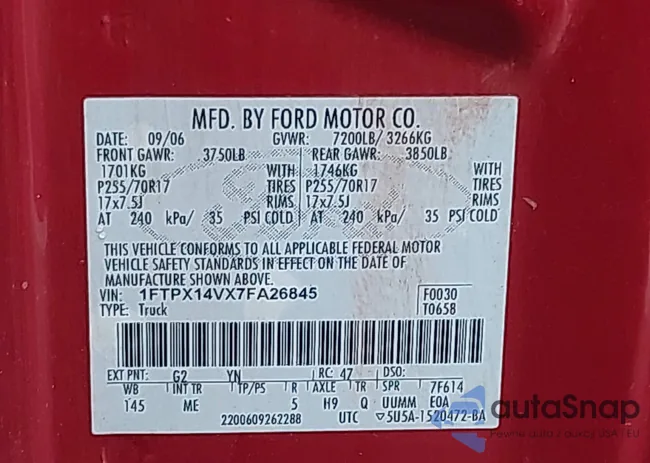 MFD. BY FORD MOTOR CO.
DATE: 09/06 GVWR: 7200LB/ 3266KG
FRONT GAWR: 3750LB REAR GAWR: 3850LB
1701KG WITH 1746KG WITH
P255/70R17 TIRES P255/70R17 TIRES
17x7.5J RIMS 17x7.5J RIMS
AT 240 kPa/ 35 PSI COLD AT 240 kPa/ 35 PSI COLD
THIS VEHICLE CONFORMS TO ALL APPLICABLE FEDERAL MOTOR
VEHICLE SAFETY STANDARDS IN EFFECT ON THE DATE OF
MANUFACTURE SHOWN ABOVE.
VIN: 1FTPX14VX7FA26845 F0030
TYPE: Truck T0658
EXT PNT: G2 YN RC: 47 DSO:
WB INT TR TP/PS R AXLE TR SPR 7F614
145 ME 5 H9 Q UUMM E0A
2200609262288 UTC ▽5U5A-1520472-BA
autoSnap
Pewne auta z aukcji USA i EU